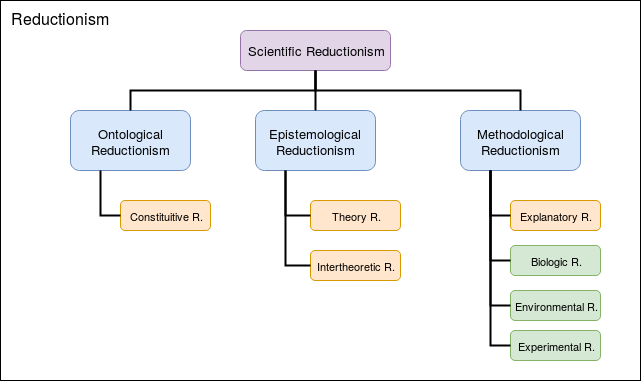 Reductionism
Scientific Reductionism
Ontological
Reductionism
Epistemological
Reductionism
Methodological
Reductionism
Constituitive R.
Theory R.
Intertheoretic R.
Explanatory R.
Biologic R.
Environmental R.
Experimental R.